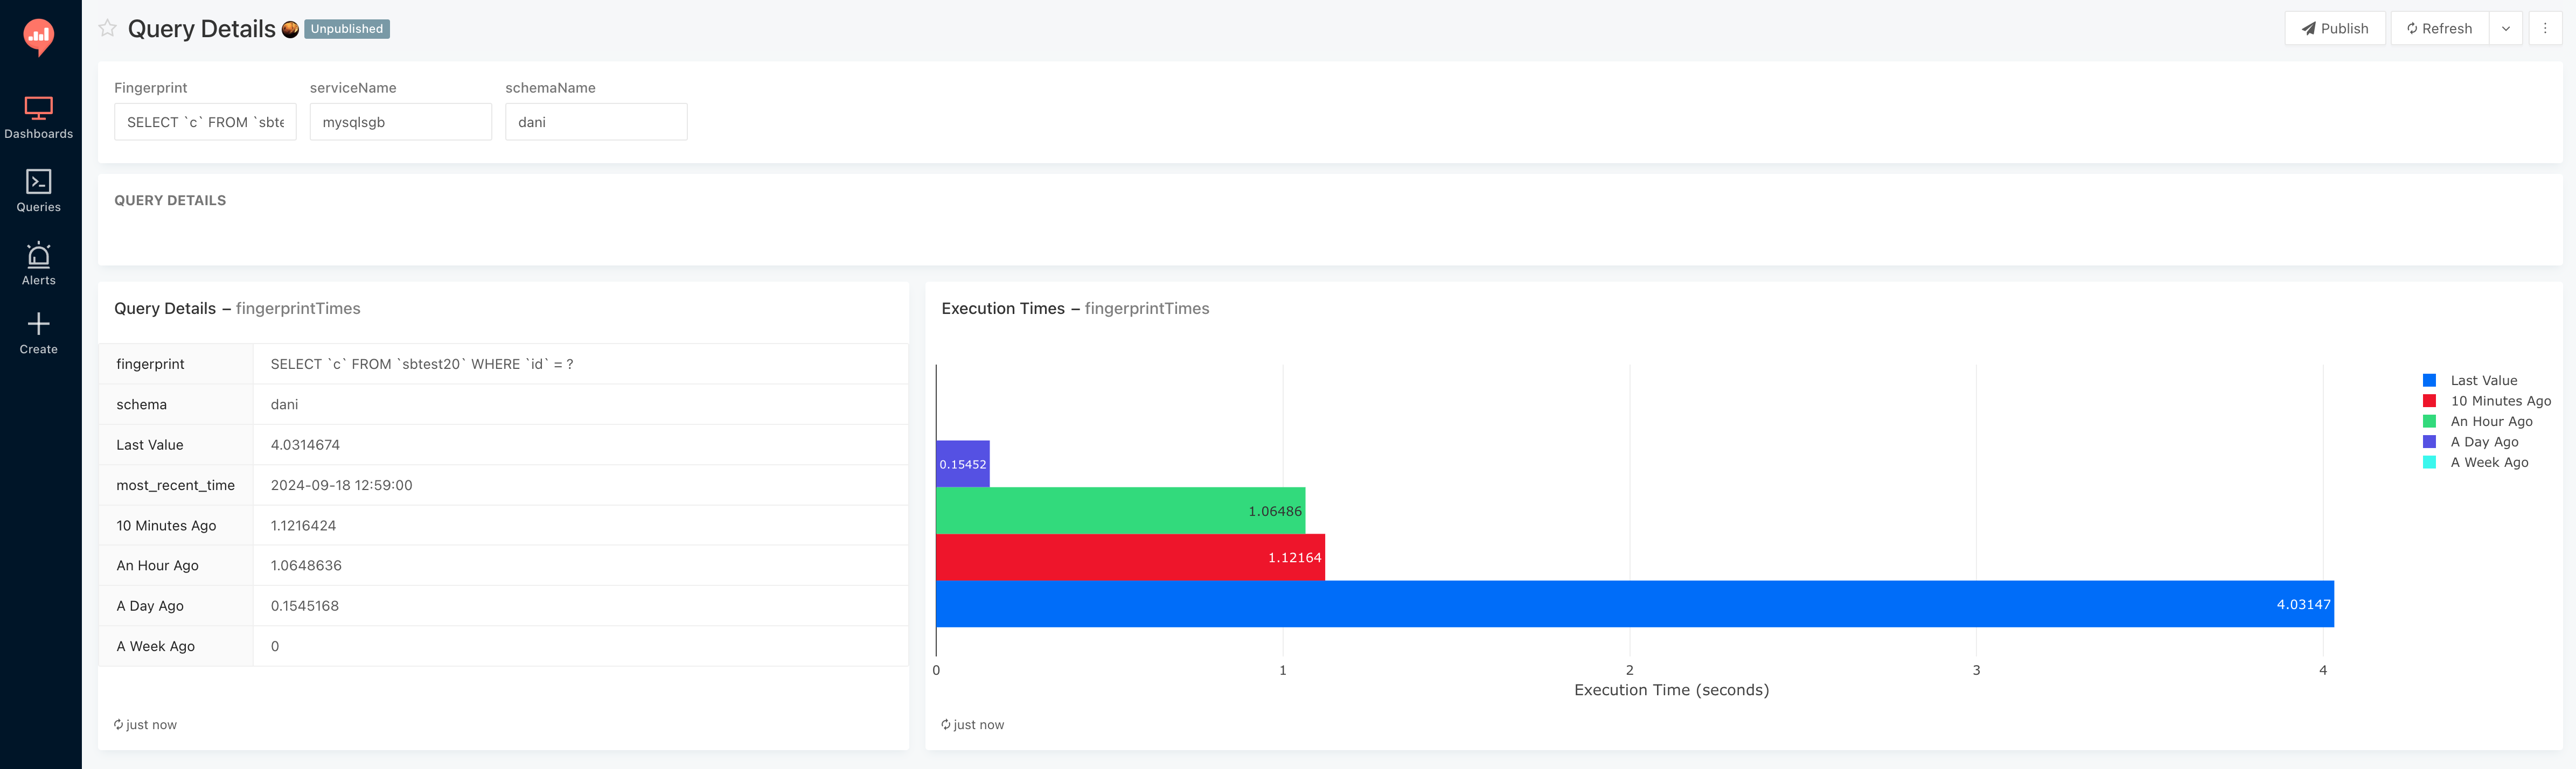 Query Details Unpublished
Publish Refresh
Dashboards
Queries
Alerts
Create
Fingerprint serviceName schemaName
SELECT `c` FROM `sbte mysqlsgb dani
QUERY DETAILS
Query Details – fingerprintTimes
fingerprint SELECT `c` FROM `sbtest20` WHERE `id` = ?
schema dani
Last Value 4.0314674
most_recent_time 2024-09-18 12:59:00
10 Minutes Ago 1.1216424
An Hour Ago 1.0648636
A Day Ago 0.1545168
A Week Ago 0
just now
Execution Times – fingerprintTimes
0.15452
1.06486
1.12164
4.03147
0 1 2 3 4
Execution Time (seconds)
Last Value
10 Minutes Ago
An Hour Ago
A Day Ago
A Week Ago
just now